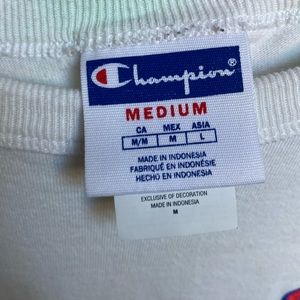 Champion
MEDIUM
CA MEX ASIA
M/M M L
MADE IN INDONESIA
FABRIQUÉ EN INDONÉSIE
HECHO EN INDONESIA
EXCLUSIVE OF DECORATION
MADE IN INDONESIA
M